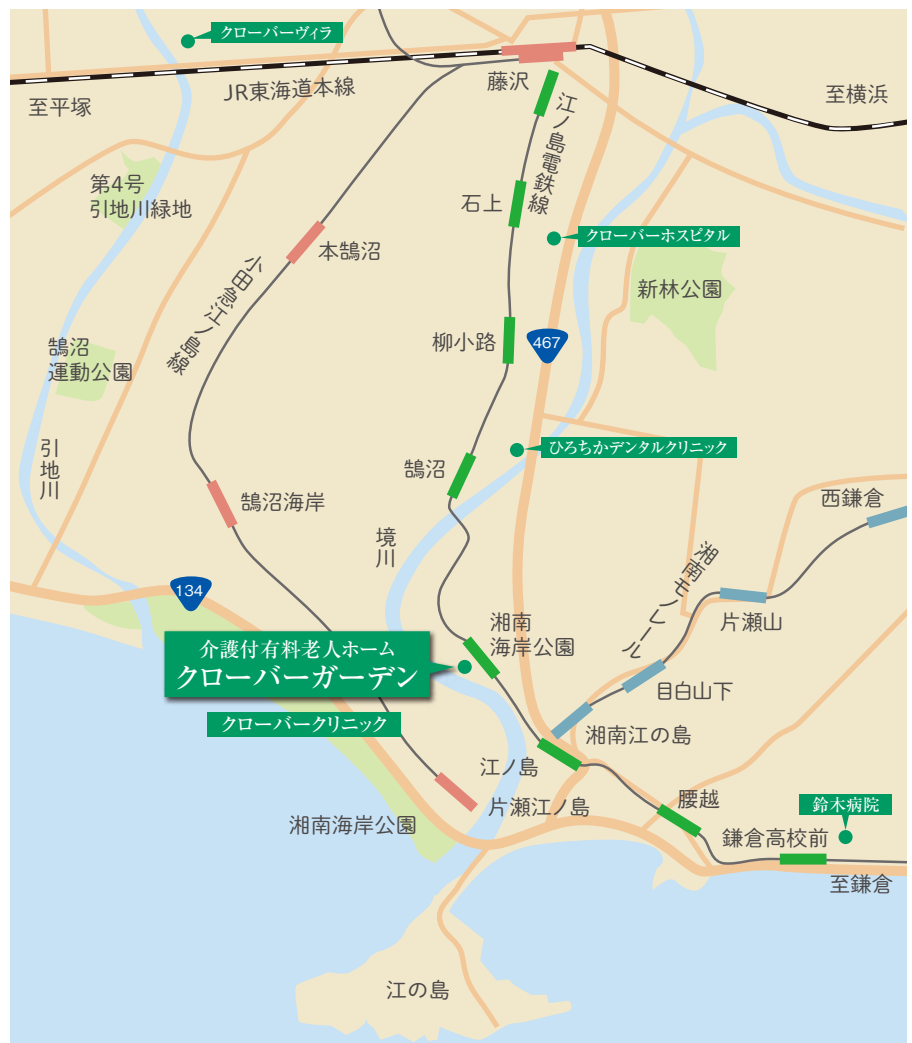 クローバーヴィラ
藤沢
JR東海道本線
至平塚
至横浜
江ノ島電鉄線
第4号
引地川緑地
石上
クローバーホスピタル
本鵠沼
小田急江ノ島線
新林公園
柳小路
467
鵠沼
運動公園
引地川
ひろちかデンタルクリニック
鵠沼
鵠沼海岸
西鎌倉
境川
湘南モノレール
134
片瀬山
湘南
海岸公園
介護付有料老人ホーム
クローバーガーデン
目白山下
クローバークリニック
湘南江の島
江ノ島
片瀬江ノ島
腰越
鈴木病院
湘南海岸公園
鎌倉高校前
至鎌倉
江の島